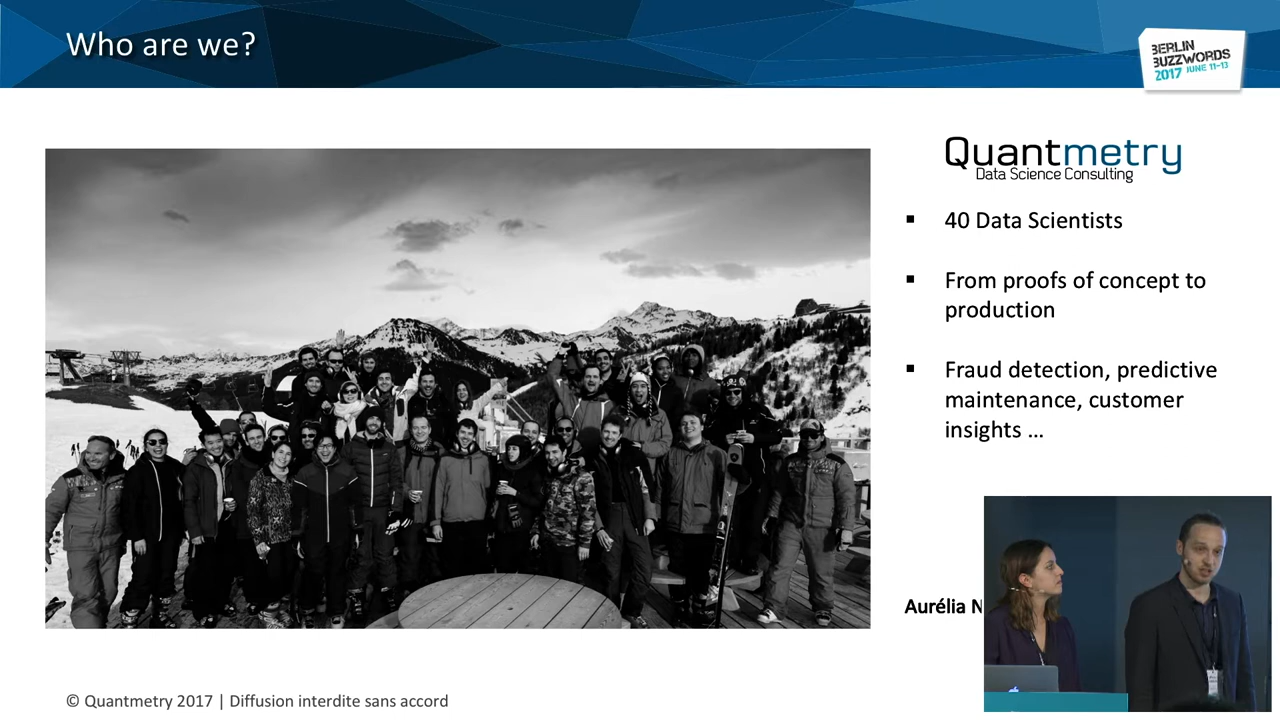 Who are we?
BERLIN
BUZZWORDS
2017 JUNE 11-13
Quantmetry
Data Science Consulting
▪ 40 Data Scientists
▪ From proofs of concept to
production
▪ Fraud detection, predictive
maintenance, customer
insights ...
Aurélia N
© Quantmetry 2017 | Diffusion interdite sans accord